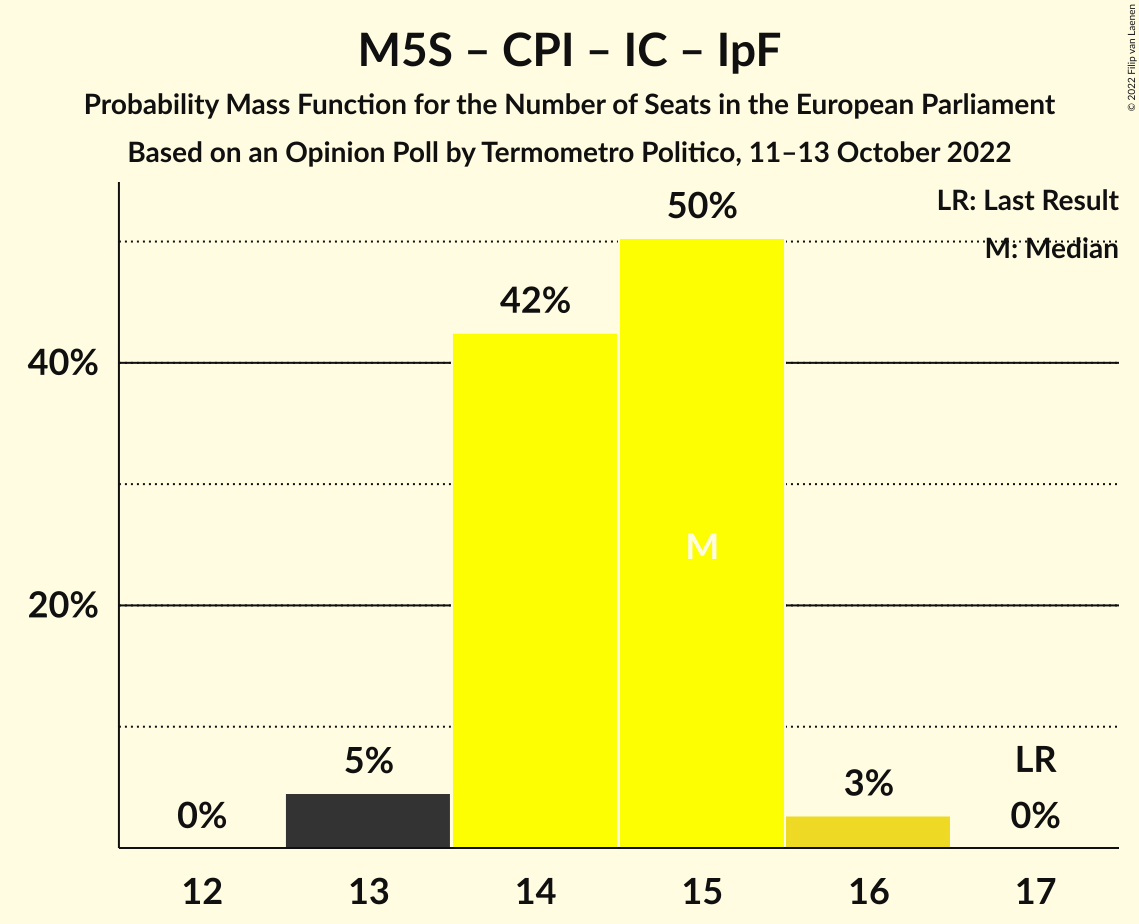 M5S – CPI – IC – IpF
Probability Mass Function for the Number of Seats in the European Parliament
Based on an Opinion Poll by Termometro Politico, 11–13 October 2022
© 2022 Filip van Laenen
LR: Last Result
M: Median
50%
42%
40%
M
20%
5%
3%
LR
0%
0%
12
13
14
15
16
17